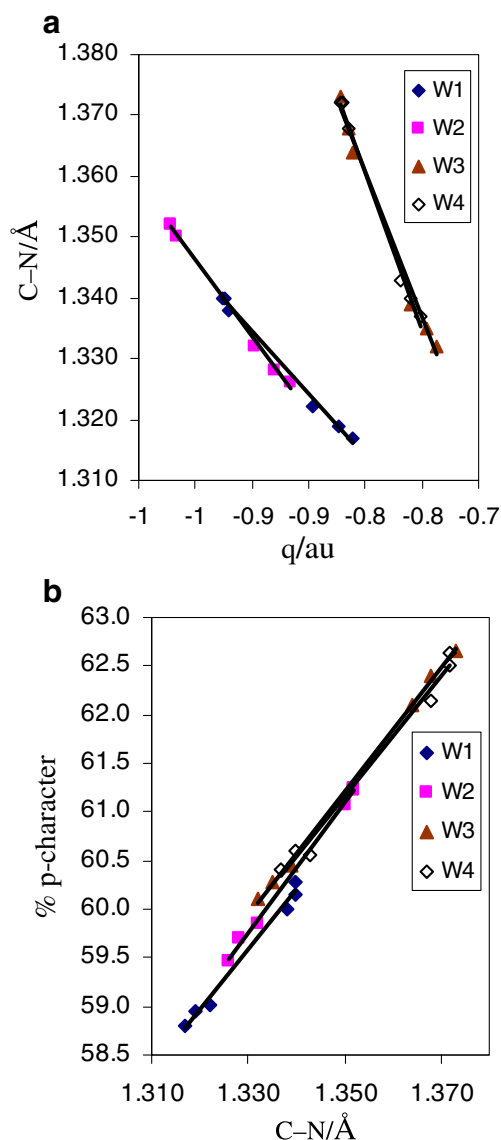 a
C–N/Å
1.380
1.370
1.360
1.350
1.340
1.330
1.320
1.310
W1
W2
W3
W4
-1
-1
-0.9
-0.9
-0.8
-0.8
-0.7
q/au
b
% p-character
63.0
62.5
62.0
61.5
61.0
60.5
60.0
59.5
59.0
58.5
W1
W2
W3
W4
1.310
1.330
1.350
1.370
C–N/Å